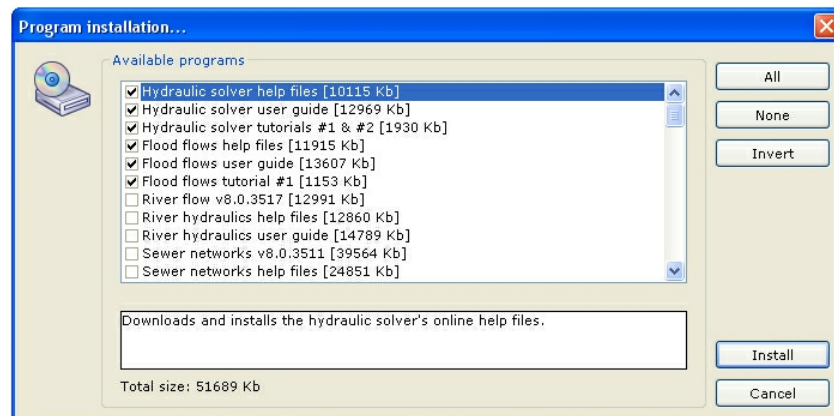 Program installation...
Available programs
Hydraulic solver help files [10115 Kb]
Hydraulic solver user guide [12969 Kb]
Hydraulic solver tutorials #1 & #2 [1930 Kb]
Flood flows help files [11915 Kb]
Flood flows user guide [13607 Kb]
Flood flows tutorial #1 [1153 Kb]
River flow v8.0.3517 [12991 Kb]
River hydraulics help files [12860 Kb]
River hydraulics user guide [14789 Kb]
Sewer networks v8.0.3511 [39564 Kb]
Sewer networks help files [24851 Kb]
All
None
Invert
Downloads and installs the hydraulic solver's online help files.
Total size: 51689 Kb
Install
Cancel